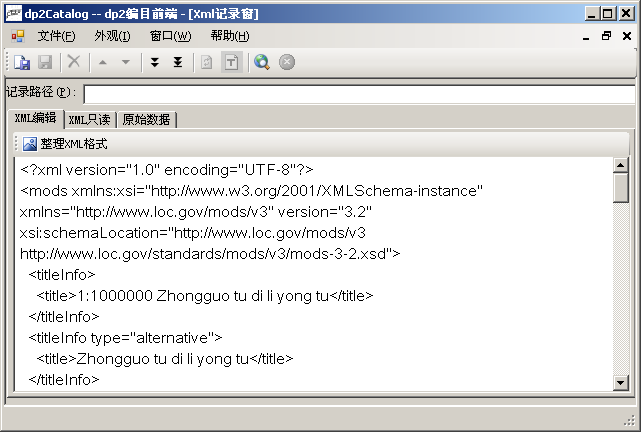 dp2Catalog -- dp2编目前端 - [Xml记录窗]
文件(F) 外观(I) 窗口(W) 帮助(H)
记录路径(P):
XML编辑 XML只读 原始数据
整理XML格式
<?xml version="1.0" encoding="UTF-8"?>
<mods xmlns:xsi="http://www.w3.org/2001/XMLSchema-instance"
xmlns="http://www.loc.gov/mods/v3" version="3.2"
xsi:schemaLocation="http://www.loc.gov/mods/v3
http://www.loc.gov/standards/mods/v3/mods-3-2.xsd">
<titleInfo>
<title>1:1000000 Zhongguo tu di li yong tu</title>
</titleInfo>
<titleInfo type="alternative">
<title>Zhongguo tu di li yong tu</title>
</titleInfo>